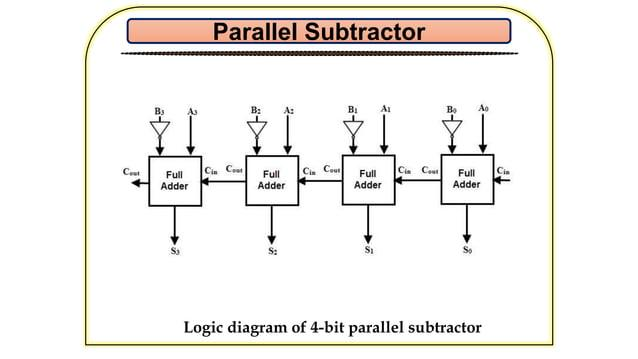 Parallel Subtractor
B3 A3 B2 A2 B1 A1 B0 A0
Cout Full Adder Cin Cout Full Adder Cin Cout Full Adder Cin Cout Full Adder Cin
S3 S2 S1 S0
Logic diagram of 4-bit parallel subtractor